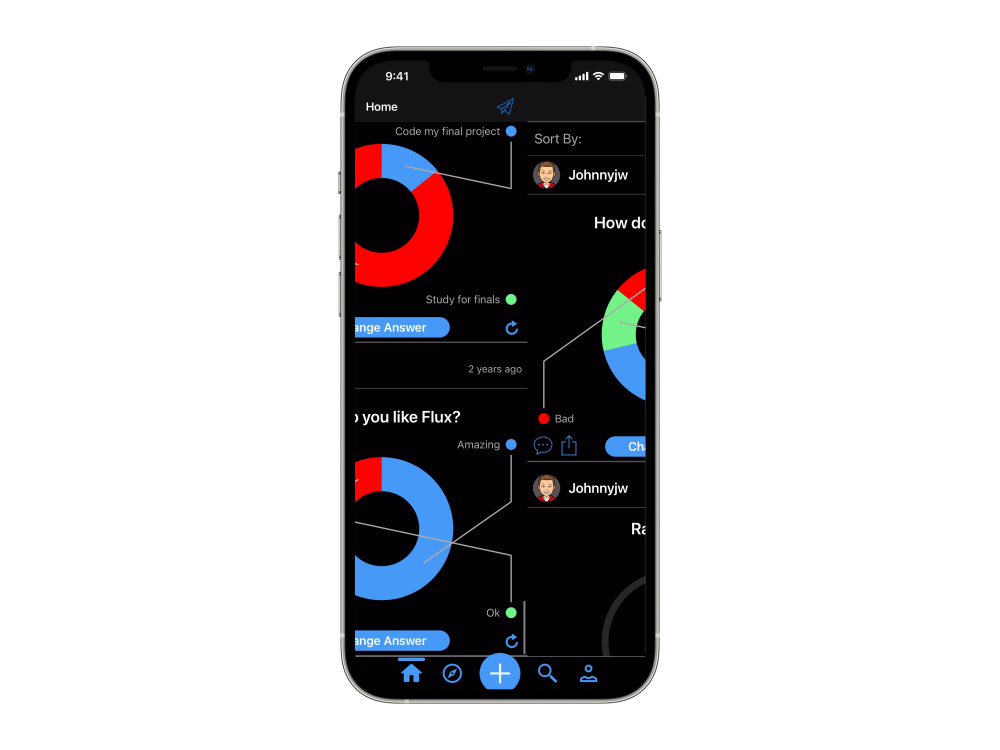 9:41
Home
Code my final project
Study for finals
ange Answer
2 years ago
you like Flux?
Amazing
Ok
ange Answer
Sort By:
Johnnyjw
How do
Bad
Ch
Johnnyjw
Ra